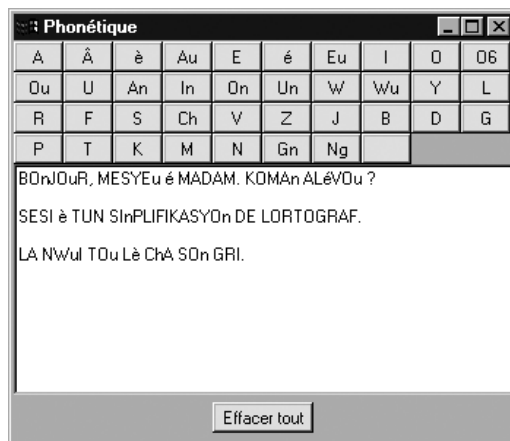 Phonétique
A Â è Au E é Eu I O O6
Ou U An In On Un W Wu Y L
R F S Ch V Z J B D G
P T K M N Gn Ng
BOnJOuR, MESYEu é MADAM. KOMAn ALéVOu ?
SESI è TUN SInPLIFIKASYOn DE LORTOGRAF.
LA NWuI TOu Lè ChA SOn GRI.
Effacer tout